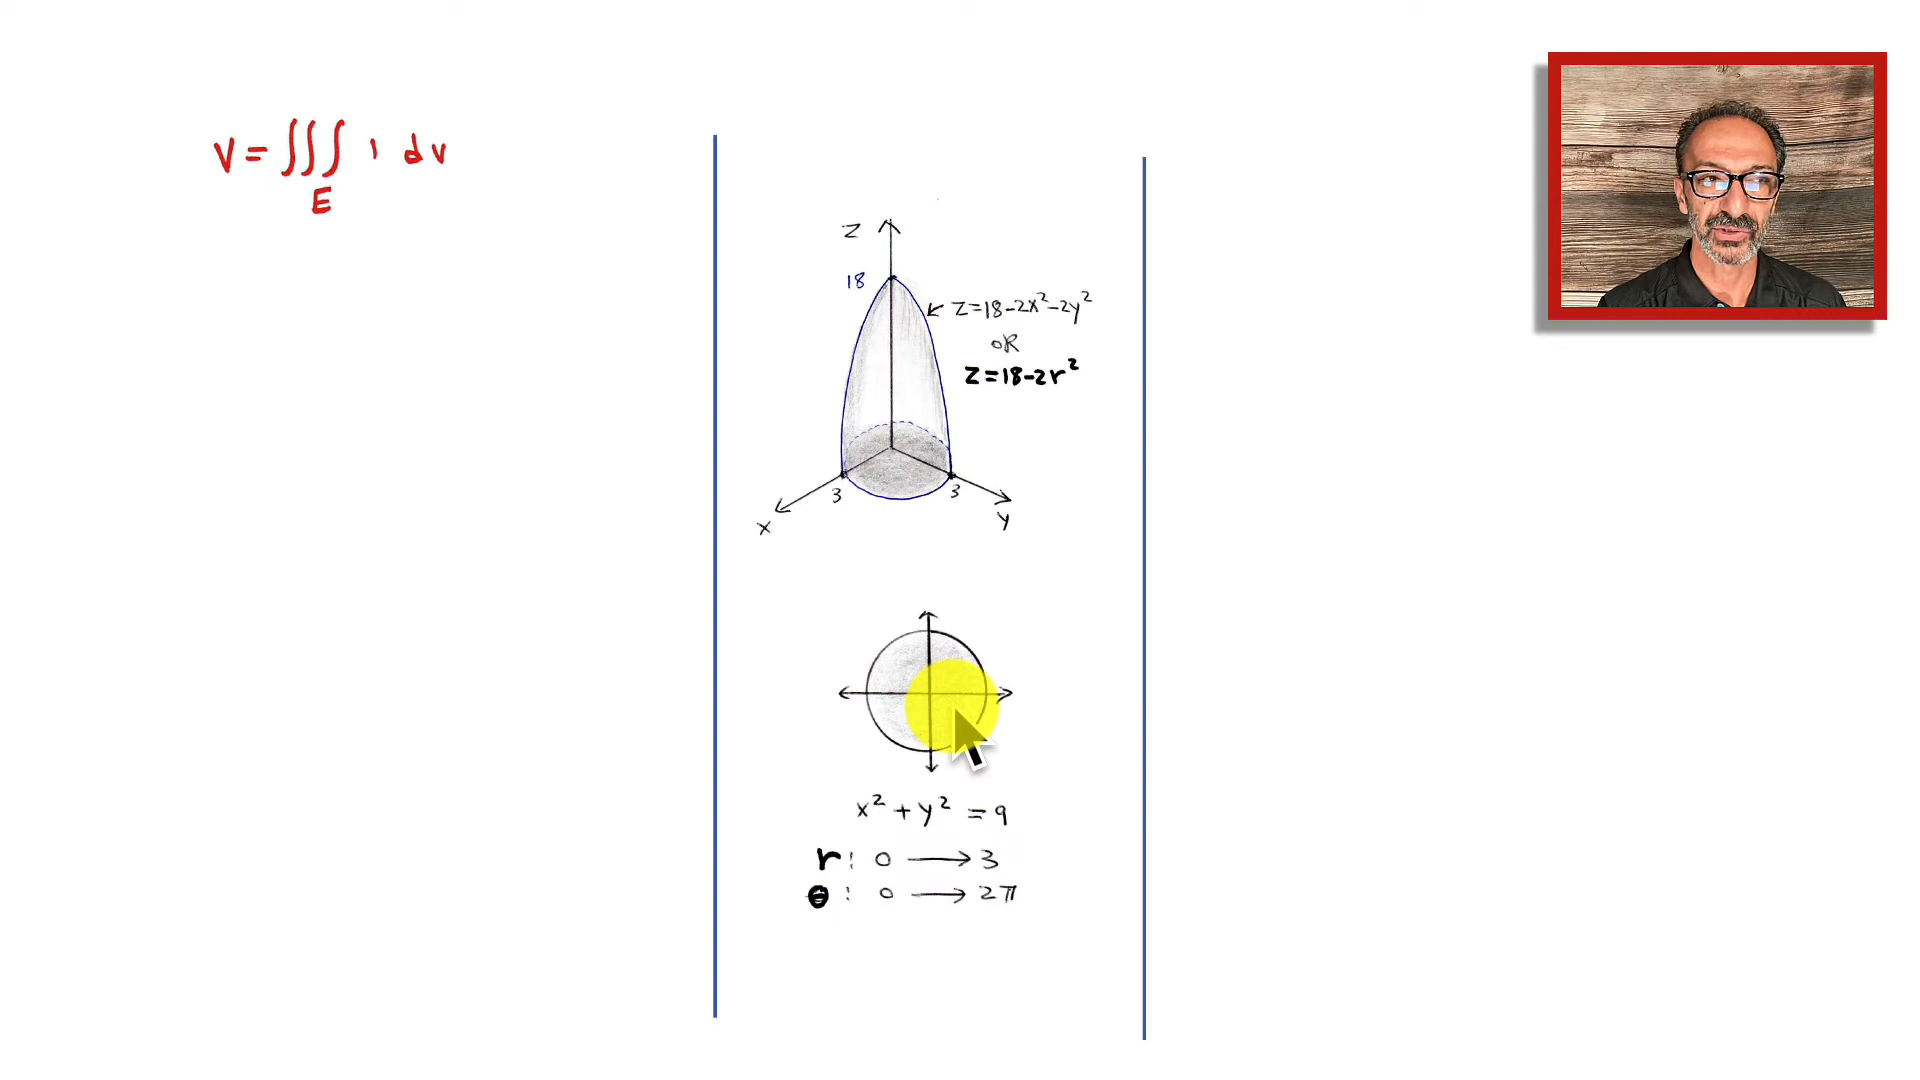 V = ∭ 1 dV
E
Z
18
Z=18-2x²-2y²
OR
Z=18-2r²
3
3
X
Y
x² + y² = 9
r : 0 → 3
θ : 0 → 2π